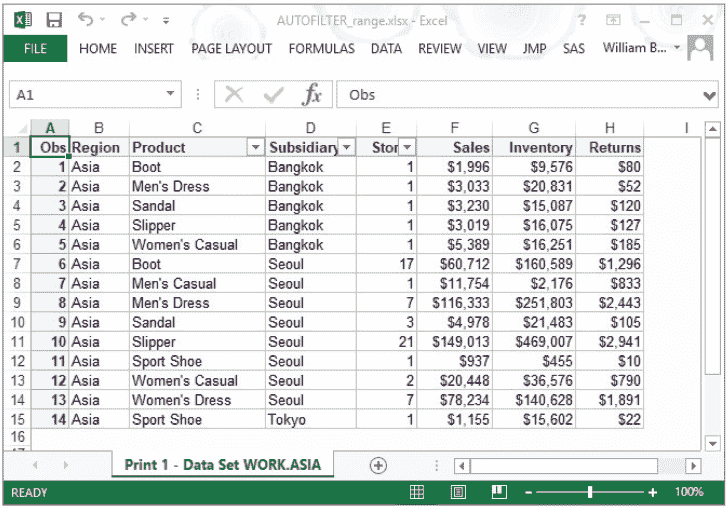 AUTOFILTER_range.xlsx - Excel ?
FILE HOME INSERT PAGE LAYOUT FORMULAS DATA REVIEW VIEW JMP SAS William B...
A1 fx Obs
A B C D E F G H I
1 Obs Region Product Subsidiary Stor Sales Inventory Returns
2 1 Asia Boot Bangkok 1 $1,996 $9,576 $80
3 2 Asia Men's Dress Bangkok 1 $3,033 $20,831 $52
4 3 Asia Sandal Bangkok 1 $3,230 $15,087 $120
5 4 Asia Slipper Bangkok 1 $3,019 $16,075 $127
6 5 Asia Women's Casual Bangkok 1 $5,389 $16,251 $185
7 6 Asia Boot Seoul 17 $60,712 $160,589 $1,296
8 7 Asia Men's Casual Seoul 1 $11,754 $2,176 $833
9 8 Asia Men's Dress Seoul 7 $116,333 $251,803 $2,443
10 9 Asia Sandal Seoul 3 $4,978 $21,483 $105
11 10 Asia Slipper Seoul 21 $149,013 $469,007 $2,941
12 11 Asia Sport Shoe Seoul 1 $937 $455 $10
13 12 Asia Women's Casual Seoul 2 $20,448 $36,576 $790
14 13 Asia Women's Dress Seoul 7 $78,234 $140,628 $1,891
15 14 Asia Sport Shoe Tokyo 1 $1,155 $15,602 $22
16
Print 1 - Data Set WORK.ASIA
READY 100%